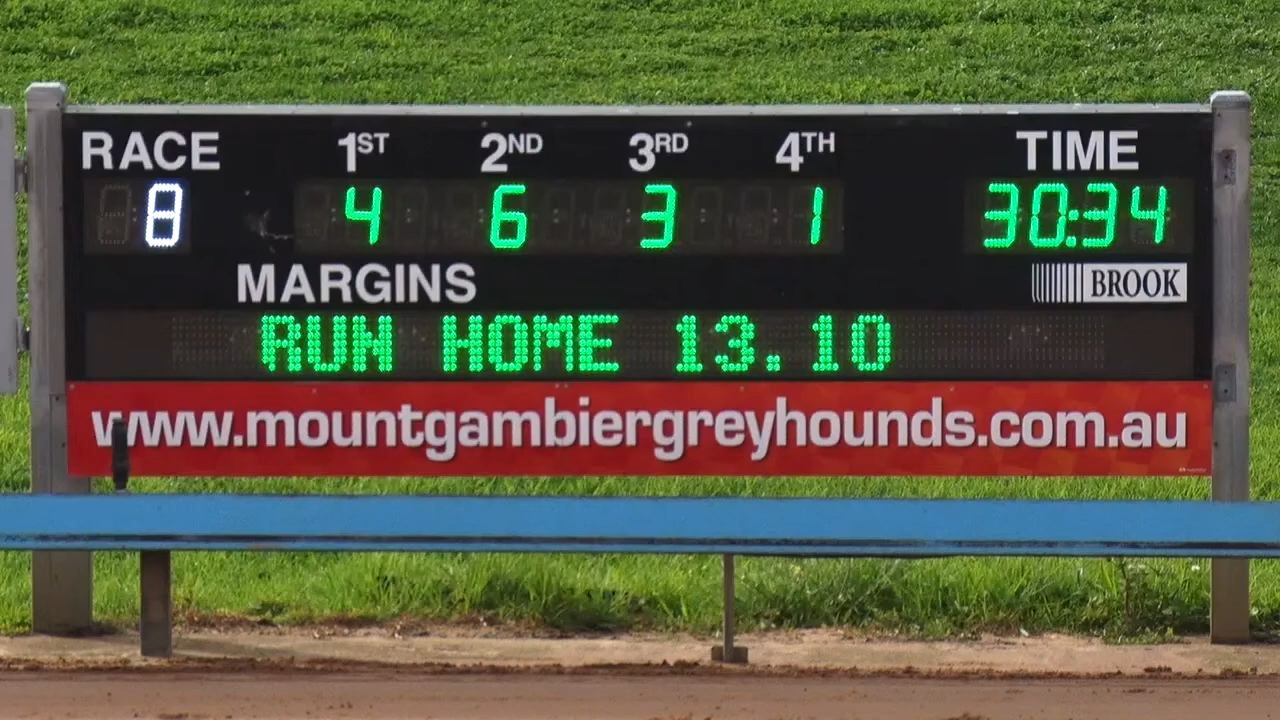 RACE 1ST 2ND 3RD 4TH TIME
8 4 6 3 1 30:34
MARGINS BROOK
RUN HOME 13.10
www.mountgambiergreyhounds.com.au